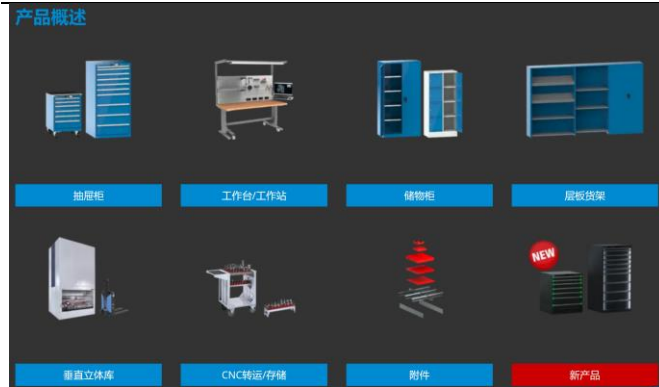 产品概述
抽屉柜
工作台/工作站
储物柜
层板货架
NEW
垂直立体库
CNC转运/存储
附件
新产品